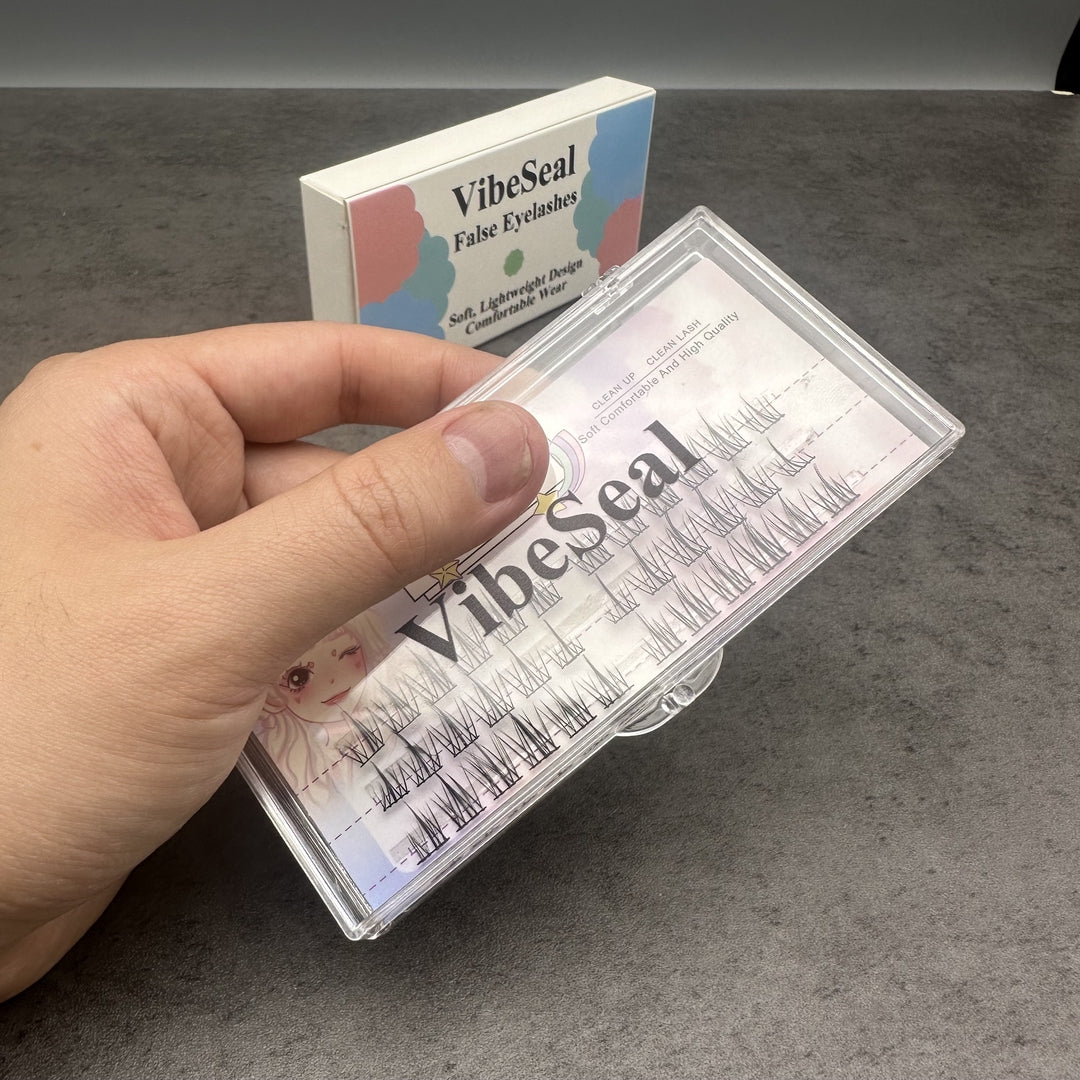 VibeSeal
False Eyelashes
Soft, Lightweight Design
Comfortable Wear
CLEAN UP CLEAN LASH
Soft Comfortable And High Quality
VibeSeal